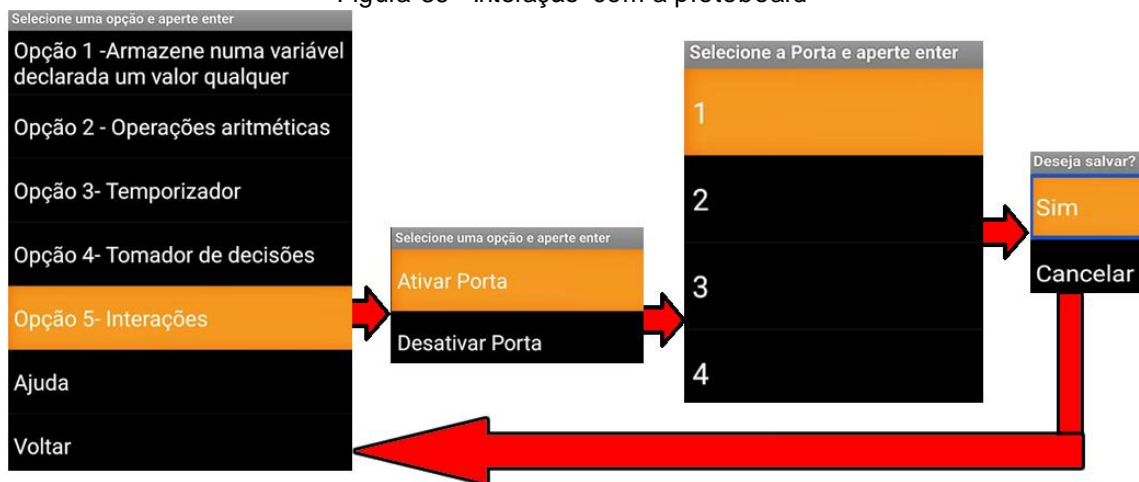 com a protoboard
Selecione uma opção e aperte enter
Opção 1 -Armazene numa variável
declarada um valor qualquer
Opção 2 - Operações aritméticas
Opção 3- Temporizador
Opção 4- Tomador de decisões
Opção 5- Interações
Ajuda
Voltar
Selecione uma opção e aperte enter
Ativar Porta
Desativar Porta
Selecione a Porta e aperte enter
1
2
3
4
Deseja salvar?
Sim
Cancelar